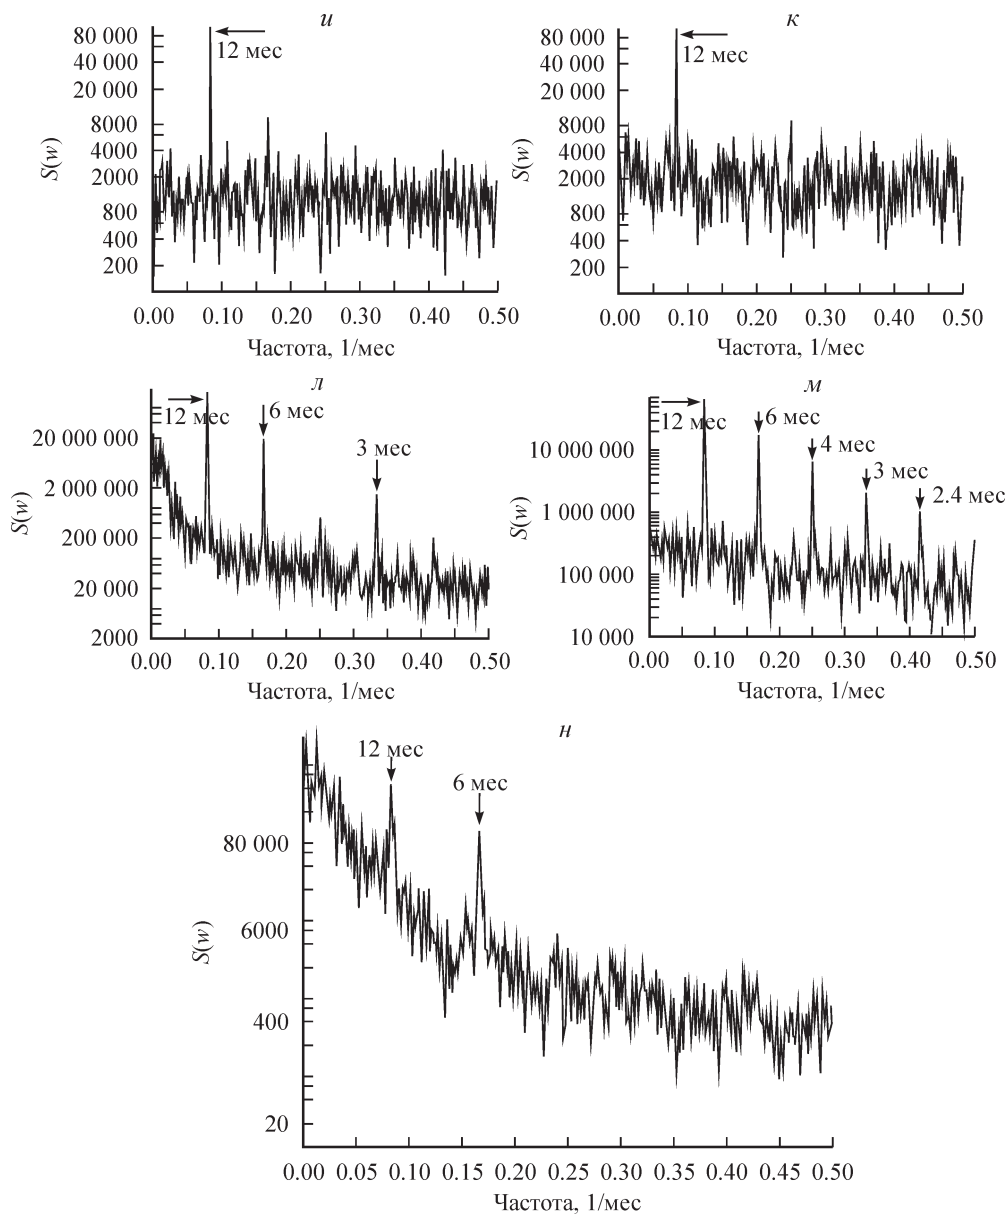 и
80 000
40 000
20 000
8000
4000
2000
800
400
200
S(w)
12 мес
0.00 0.10 0.20 0.30 0.40 0.50
Частота, 1/мес
к
80 000
40 000
20 000
8000
4000
2000
800
400
200
S(w)
12 мес
0.00 0.10 0.20 0.30 0.40 0.50
Частота, 1/мес
л
20 000 000
2 000 000
200 000
20 000
2000
S(w)
12 мес
6 мес
3 мес
0.00 0.10 0.20 0.30 0.40 0.50
Частота, 1/мес
м
10 000 000
1 000 000
100 000
10 000
S(w)
12 мес
6 мес
4 мес
3 мес
2.4 мес
0.00 0.10 0.20 0.30 0.40 0.50
Частота, 1/мес
н
80 000
6000
400
20
S(w)
12 мес
6 мес
0.00 0.05 0.10 0.15 0.20 0.25 0.30 0.35 0.40 0.45 0.50
Частота, 1/мес